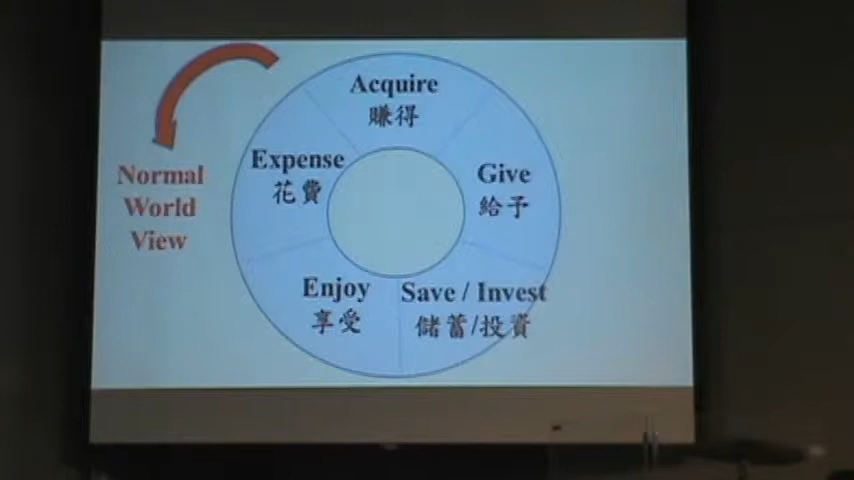 Acquire
賺得
Expense
花費
Give
給予
Normal
World
View
Enjoy
享受
Save / Invest
儲蓄/投資